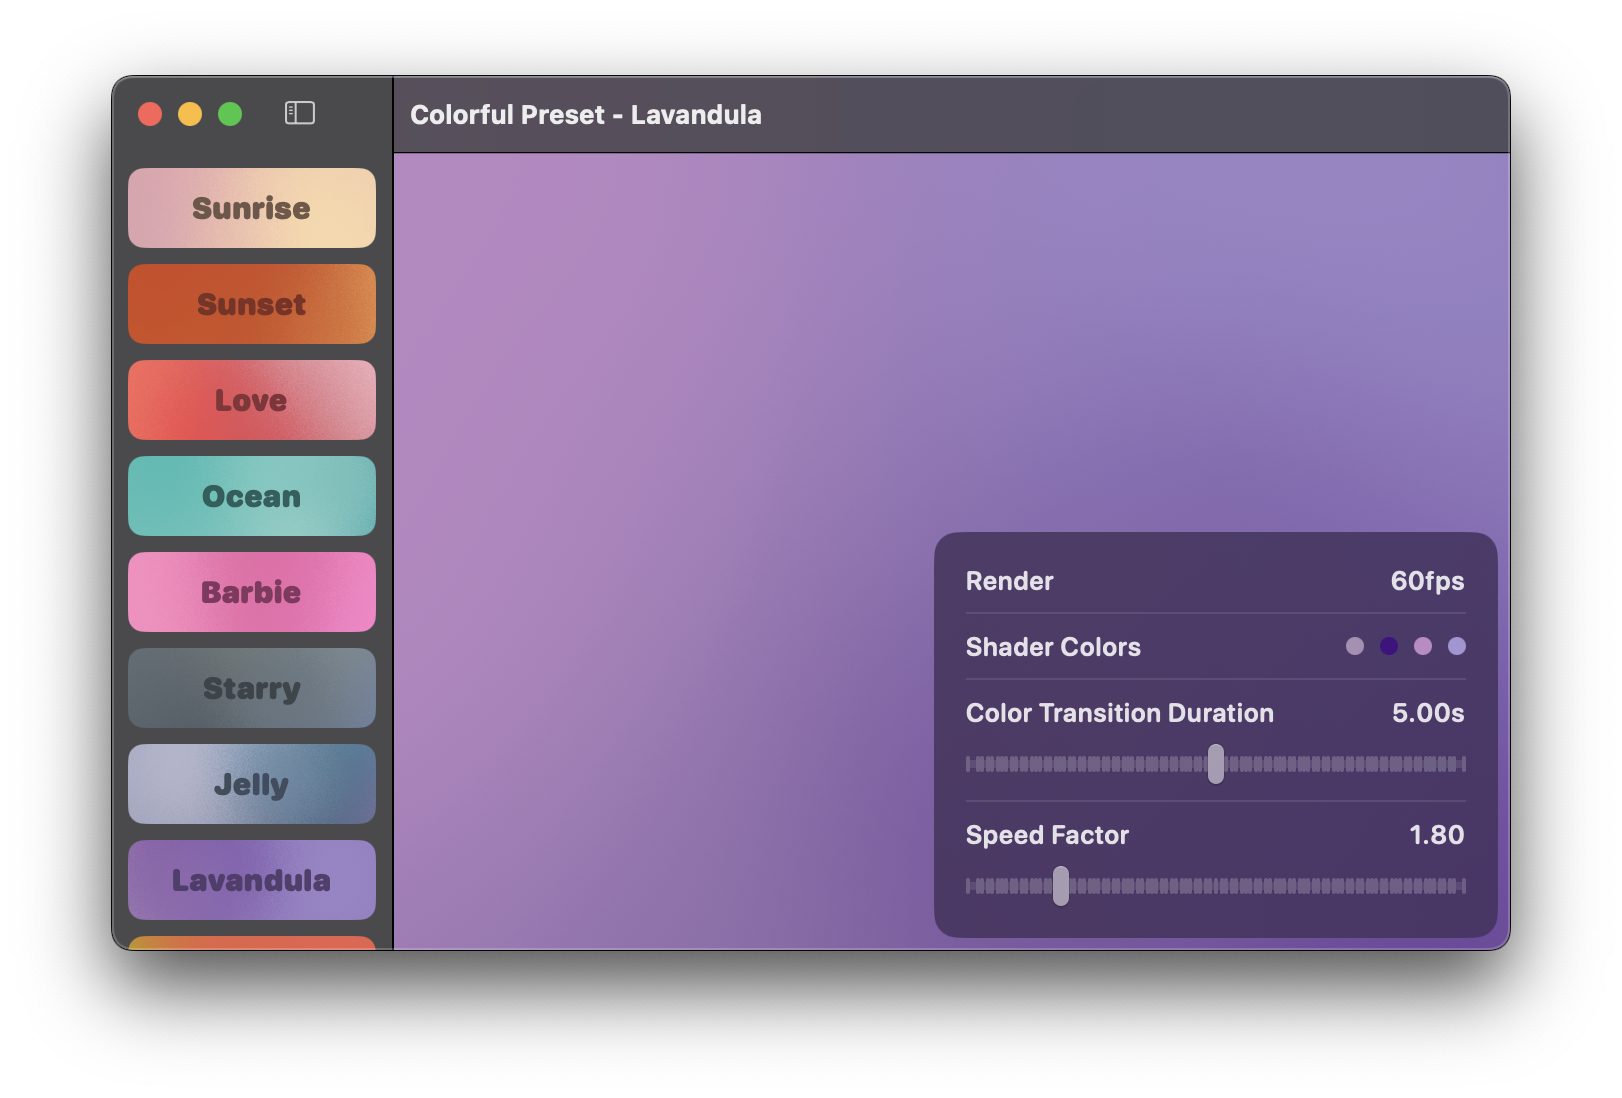 Colorful Preset - Lavandula
Sunrise
Sunset
Love
Ocean
Barbie
Starry
Jelly
Lavandula
Render 60fps
Shader Colors
Color Transition Duration 5.00s
Speed Factor 1.80